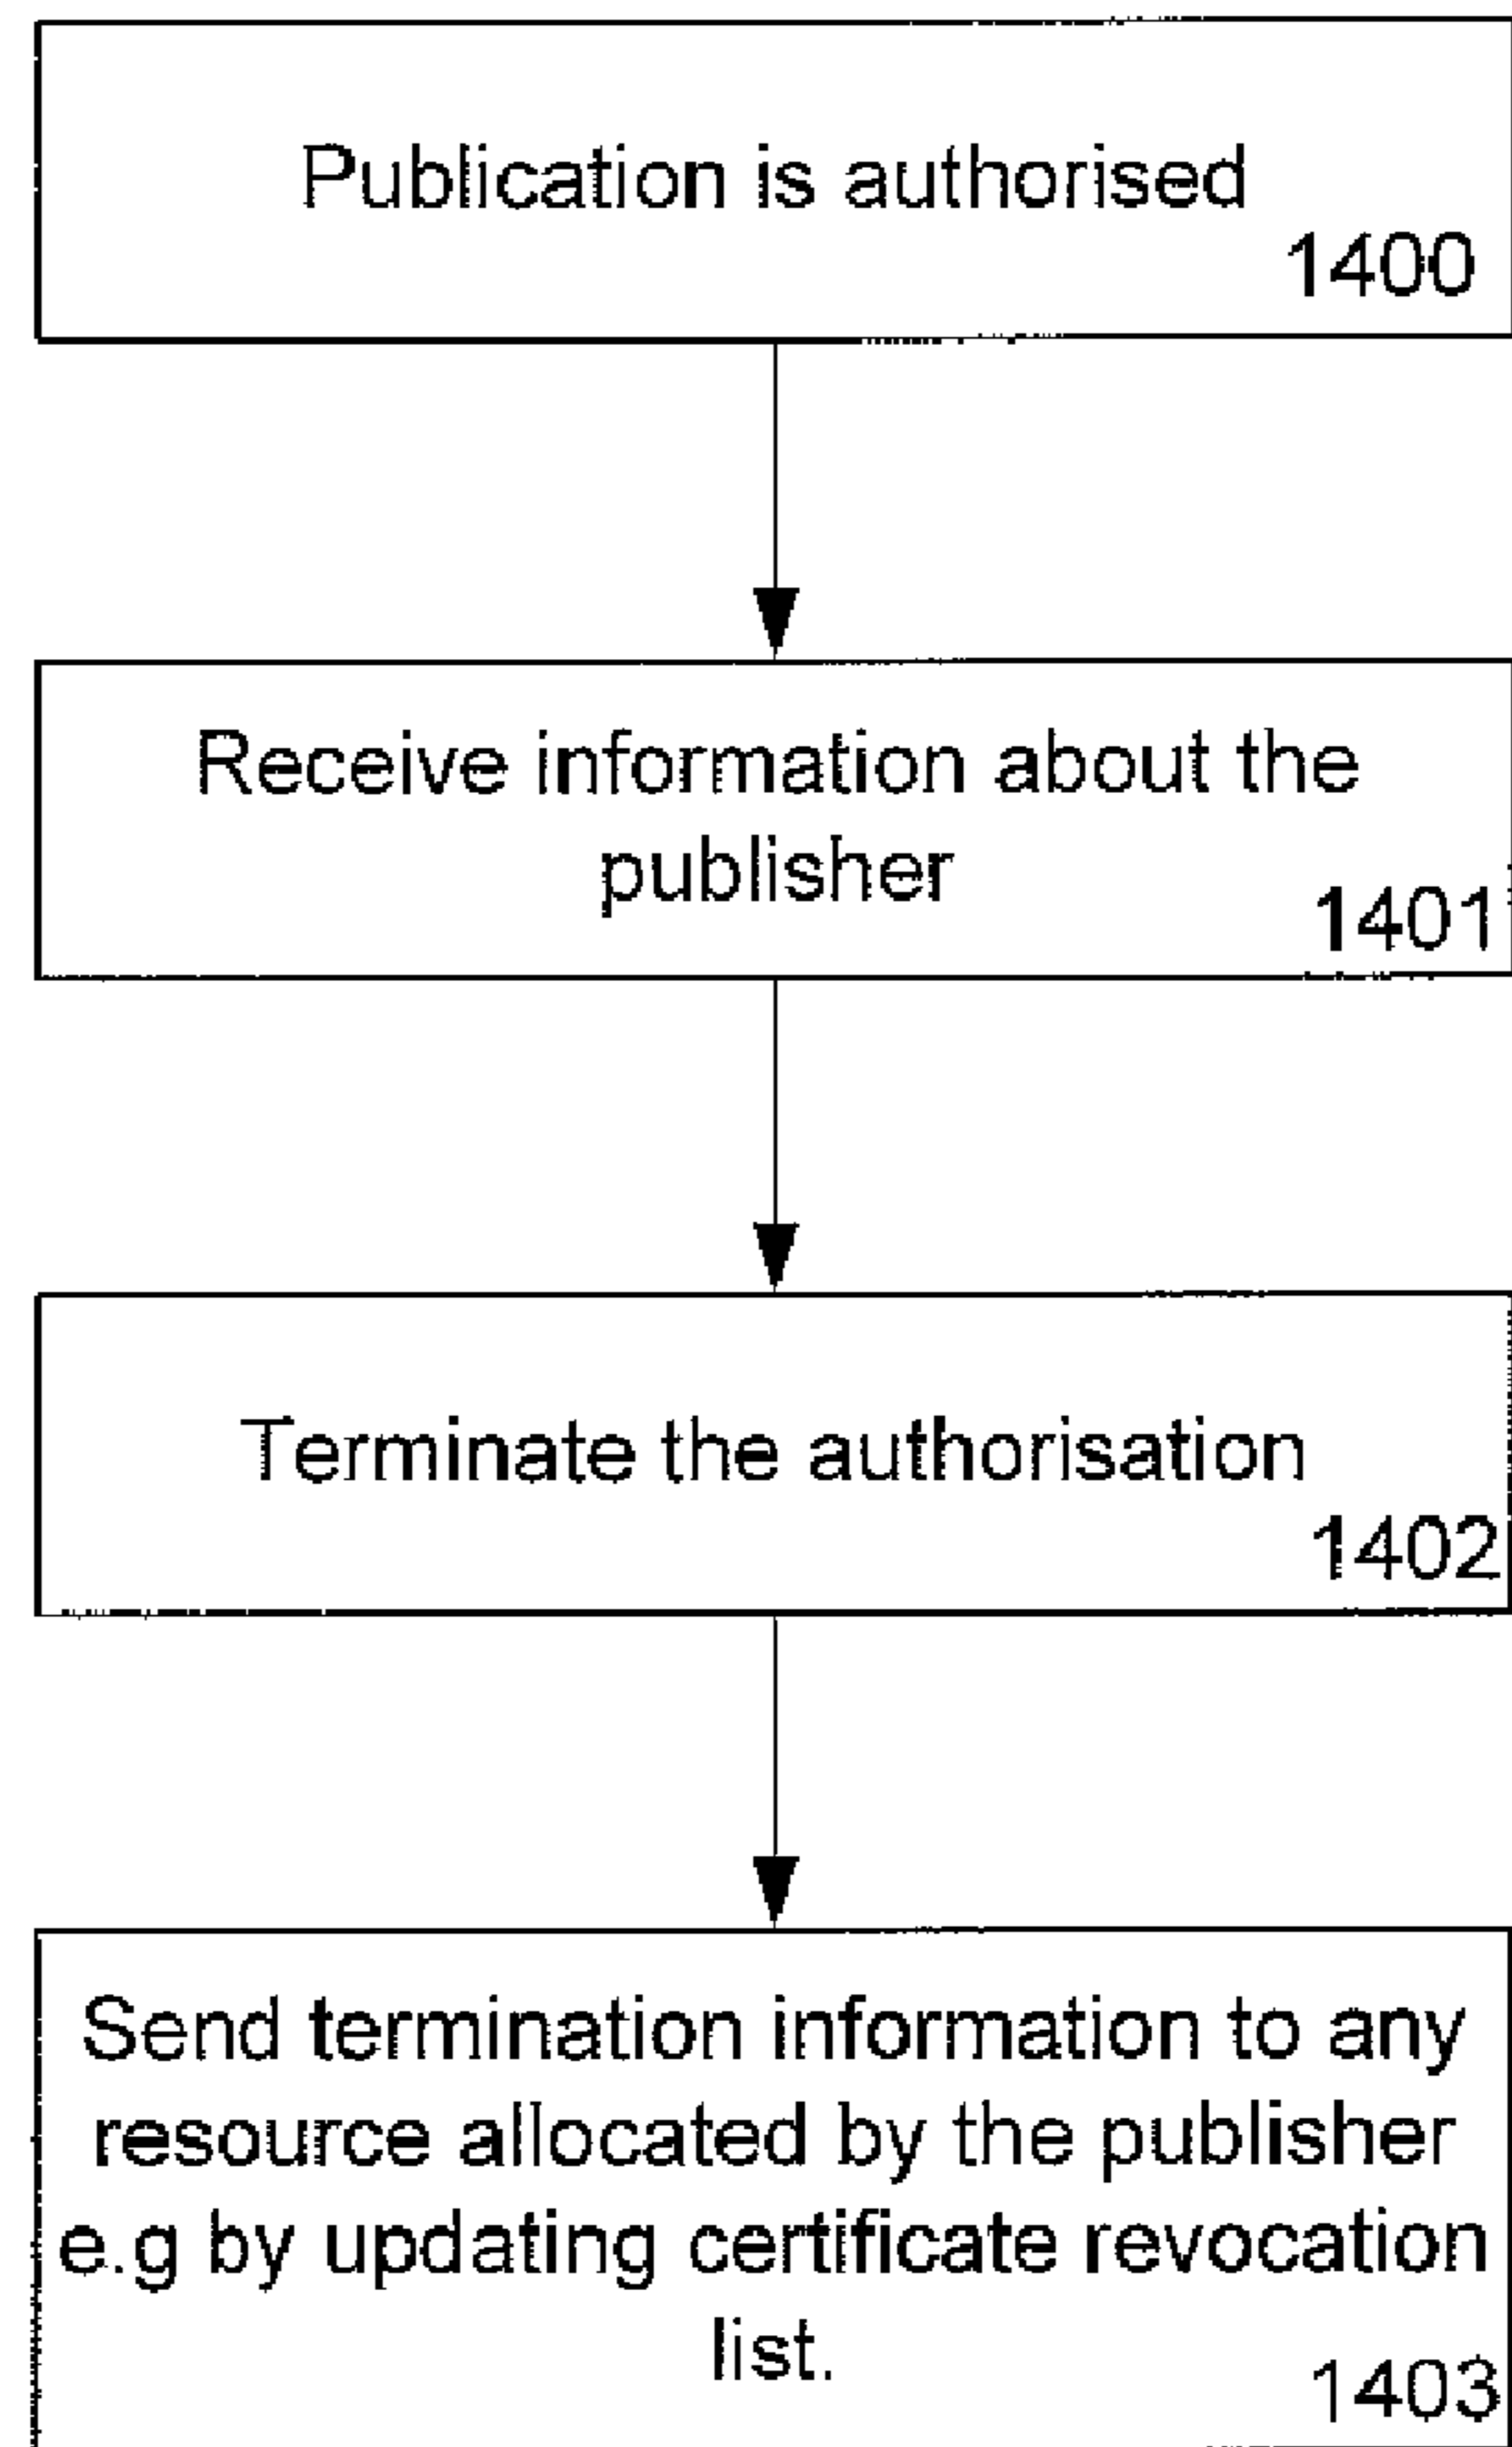 Publication is authorised
1400
Receive information about the
publisher
1401
Terminate the authorisation
1402
Send termination information to any
resource allocated by the publisher
e.g by updating certificate revocation
list.
1403